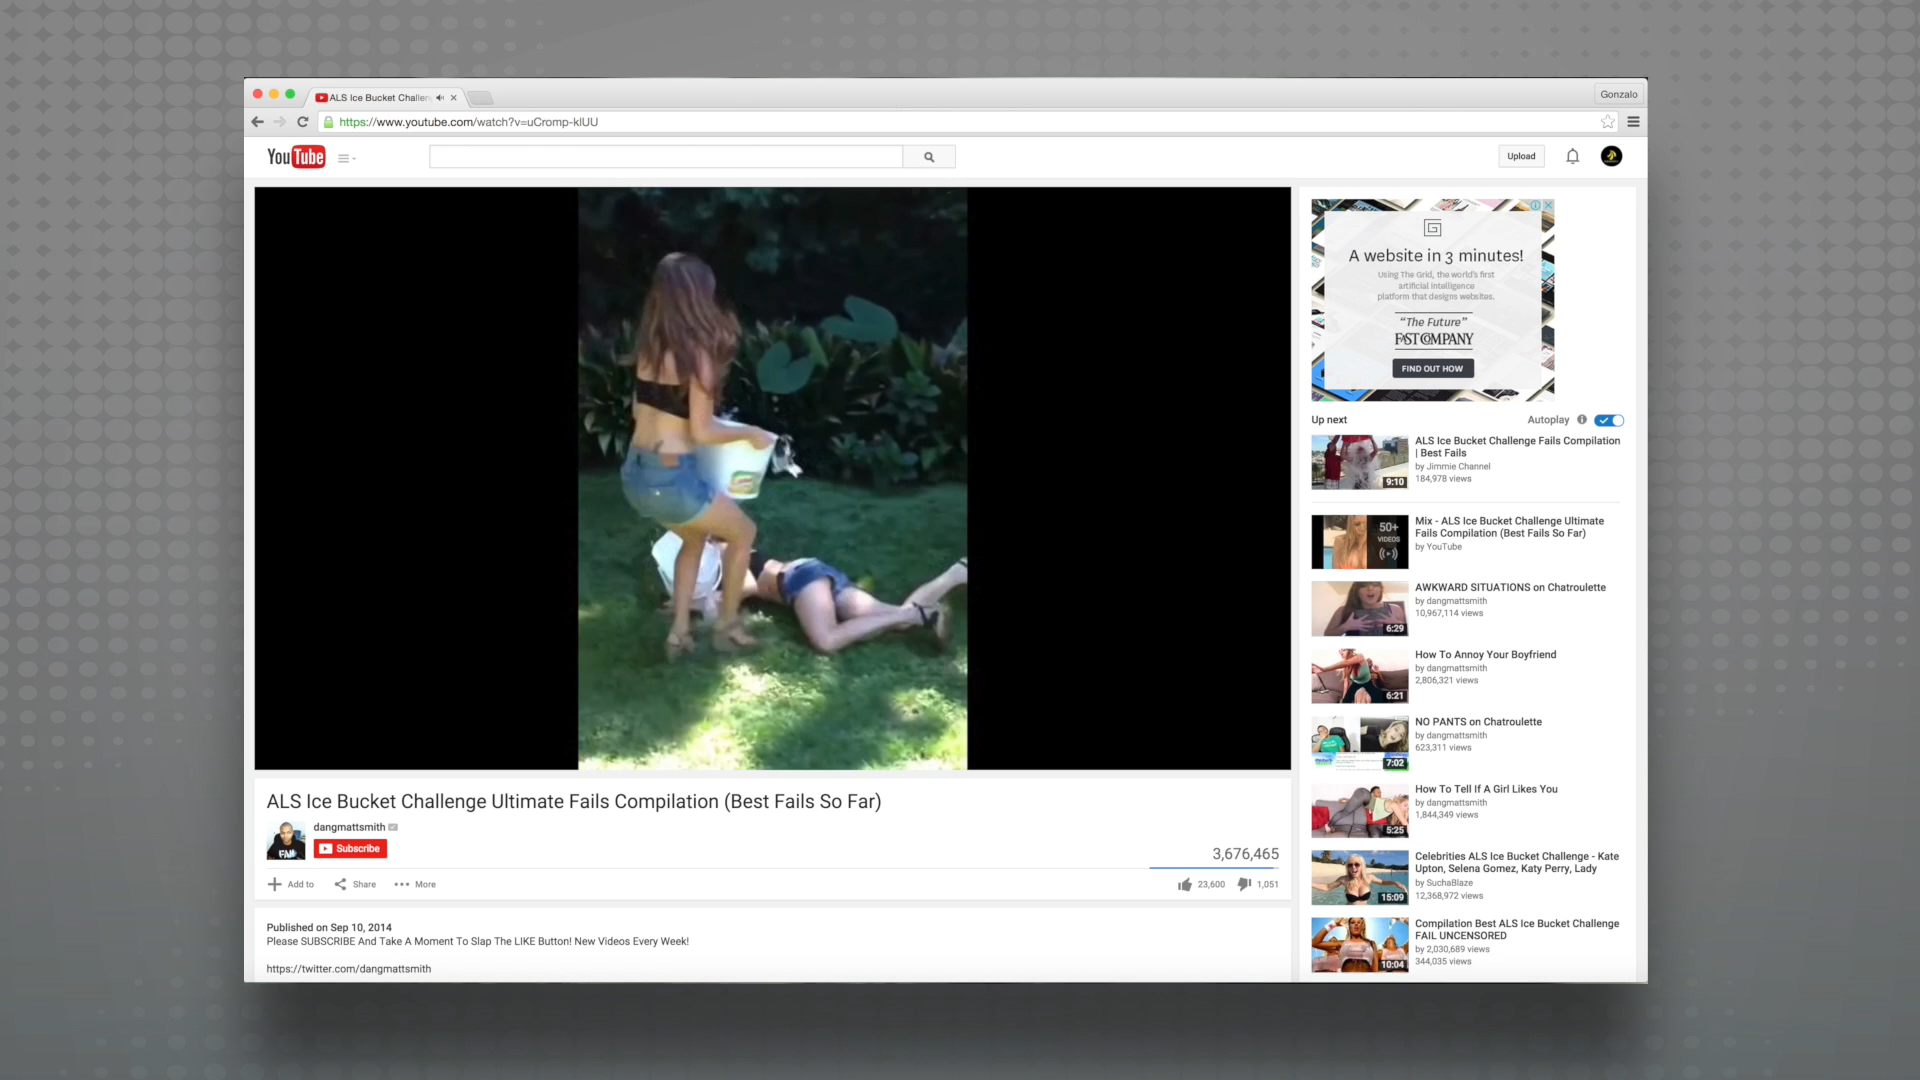 ALS Ice Bucket Challen
Gonzalo
https://www.youtube.com/watch?v=uCromp-klUU
YouTube
Upload
A website in 3 minutes!
Using The Grid, the world's first
artificial intelligence
platform that designs websites.
"The Future"
FAST COMPANY
FIND OUT HOW
Up next
Autoplay
ALS Ice Bucket Challenge Fails Compilation
| Best Fails
by Jimmie Channel
184,978 views
9:10
Mix - ALS Ice Bucket Challenge Ultimate
Fails Compilation (Best Fails So Far)
by YouTube
50+
VIDEOS
AWKWARD SITUATIONS on Chatroulette
by dangmattsmith
10,967,114 views
6:29
How To Annoy Your Boyfriend
by dangmattsmith
2,806,321 views
6:21
NO PANTS on Chatroulette
by dangmattsmith
623,311 views
7:02
How To Tell If A Girl Likes You
by dangmattsmith
1,844,349 views
5:25
Celebrities ALS Ice Bucket Challenge - Kate
Upton, Selena Gomez, Katy Perry, Lady
by SuchaBlaze
12,368,972 views
15:09
Compilation Best ALS Ice Bucket Challenge
FAIL UNCENSORED
by 2,030,689 views
344,035 views
10:04
ALS Ice Bucket Challenge Ultimate Fails Compilation (Best Fails So Far)
dangmattsmith
Subscribe
3,676,465
Add to
Share
More
23,600
1,051
Published on Sep 10, 2014
Please SUBSCRIBE And Take A Moment To Slap The LIKE Button! New Videos Every Week!
https://twitter.com/dangmattsmith